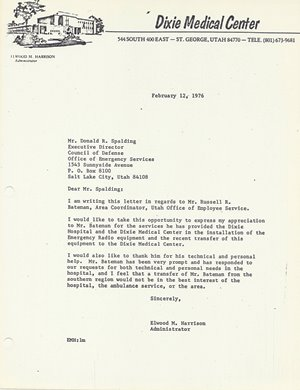 Dixie Medical Center
544 SOUTH 400 EAST — ST. GEORGE, UTAH 84770 — TELE. (801) 673-9681
ELWOOD M. HARRISON
Administrator
February 12, 1976
Mr. Donald R. Spalding
Executive Director
Council of Defense
Office of Emergency Services
1543 Sunnyside Avenue
P. O. Box 8100
Salt Lake City, Utah 84108
Dear Mr. Spalding:
I am writing this letter in regards to Mr. Russell R.
Bateman, Area Coordinator, Utah Office of Employee Service.
I would like to take this opportunity to express my appreciation
to Mr. Bateman for the services he has provided the Dixie
Hospital and the Dixie Medical Center in the installation of the
Emergency Radio equipment and the recent transfer of this
equipment to the Dixie Medical Center.
I would also like to thank him for his technical and personal
help. Mr. Bateman has been very prompt and has responded to
our requests for both technical and personal needs in the
hospital, and I feel that a transfer of Mr. Bateman from the
southern region would not be in the best interest of the
hospital, the ambulance service, or the area.
Sincerely,
Elwood M. Harrison
Administrator
EMH:lm